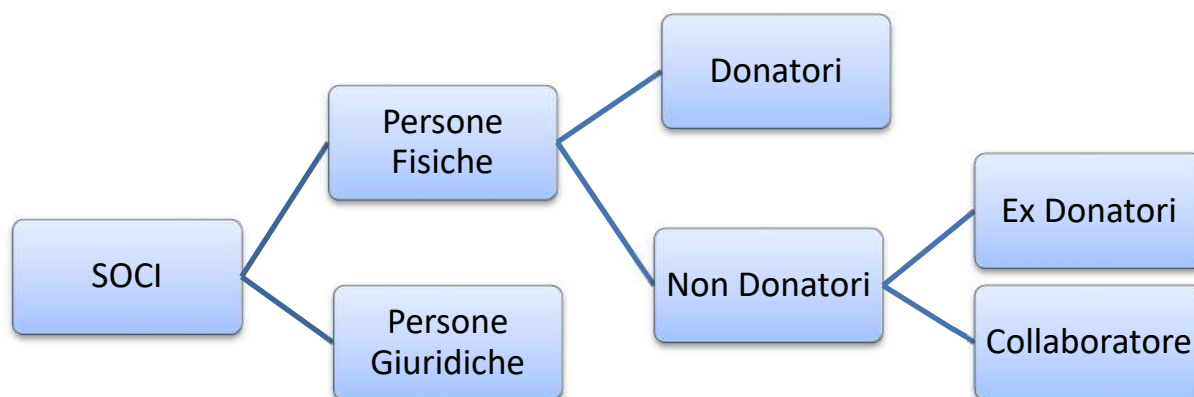 SOCI
Persone
Fisiche
Persone
Giuridiche
Donatori
Non Donatori
Ex Donatori
Collaboratore